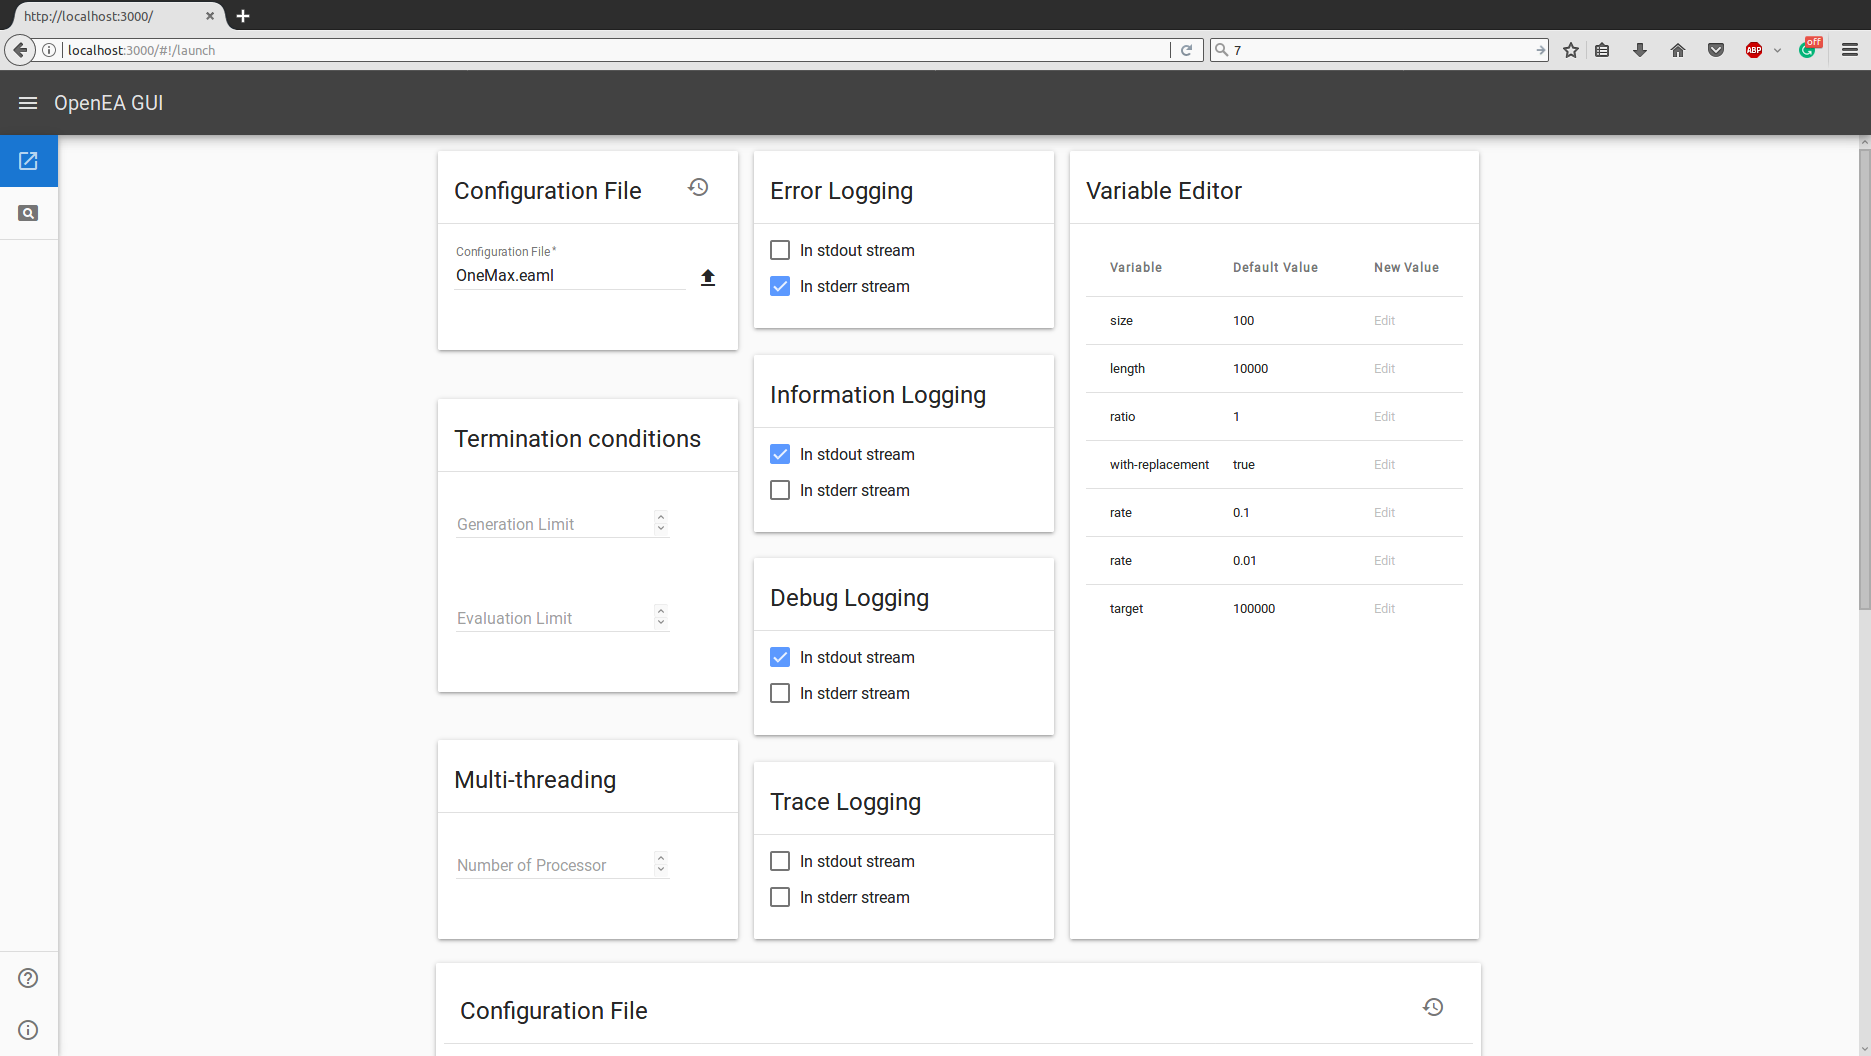 http://localhost:3000/
localhost:3000/#!/launch
7
ABP
off
OpenEA GUI
Configuration File
Configuration File *
OneMax.eaml
Termination conditions
Generation Limit
Evaluation Limit
Multi-threading
Number of Processor
Error Logging
In stdout stream
In stderr stream
Information Logging
In stdout stream
In stderr stream
Debug Logging
In stdout stream
In stderr stream
Trace Logging
In stdout stream
In stderr stream
Variable Editor
Variable Default Value New Value
size 100 Edit
length 10000 Edit
ratio 1 Edit
with-replacement true Edit
rate 0.1 Edit
rate 0.01 Edit
target 100000 Edit
Configuration File